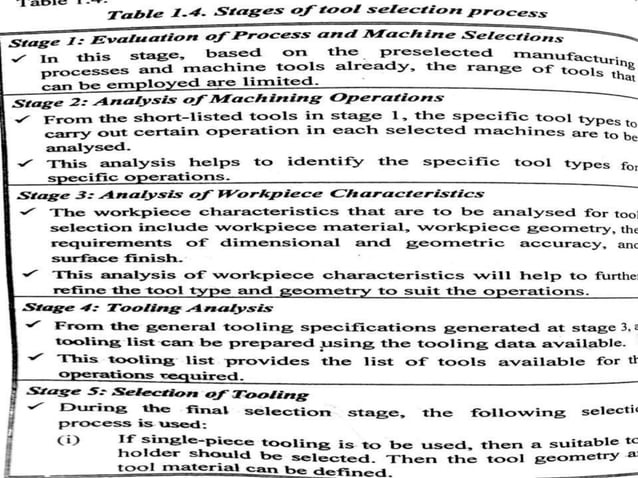 Table 1.4.
Table 1.4. Stages of tool selection process
Stage 1: Evaluation of Process and Machine Selections
✓ In this stage, based on the preselected manufacturing
processes and machine tools already, the range of tools that
can be employed are limited.
Stage 2: Analysis of Machining Operations
✓ From the short-listed tools in stage 1, the specific tool types to
carry out certain operation in each selected machines are to be
analysed.
✓ This analysis helps to identify the specific tool types for
specific operations.
Stage 3: Analysis of Workpiece Characteristics
✓ The workpiece characteristics that are to be analysed for tool
selection include workpiece material, workpiece geometry, the
requirements of dimensional and geometric accuracy, and
surface finish.
✓ This analysis of workpiece characteristics will help to further
refine the tool type and geometry to suit the operations.
Stage 4: Tooling Analysis
✓ From the general tooling specifications generated at stage 3,
tooling list can be prepared using the tooling data available.
✓ This tooling list provides the list of tools available for
operations required.
Stage 5: Selection of Tooling
✓ During the final selection stage, the following
process is used:
(i) If single-piece tooling is to be used, then a suitable
holder should be selected. Then the tool geometry
tool material can be defined.